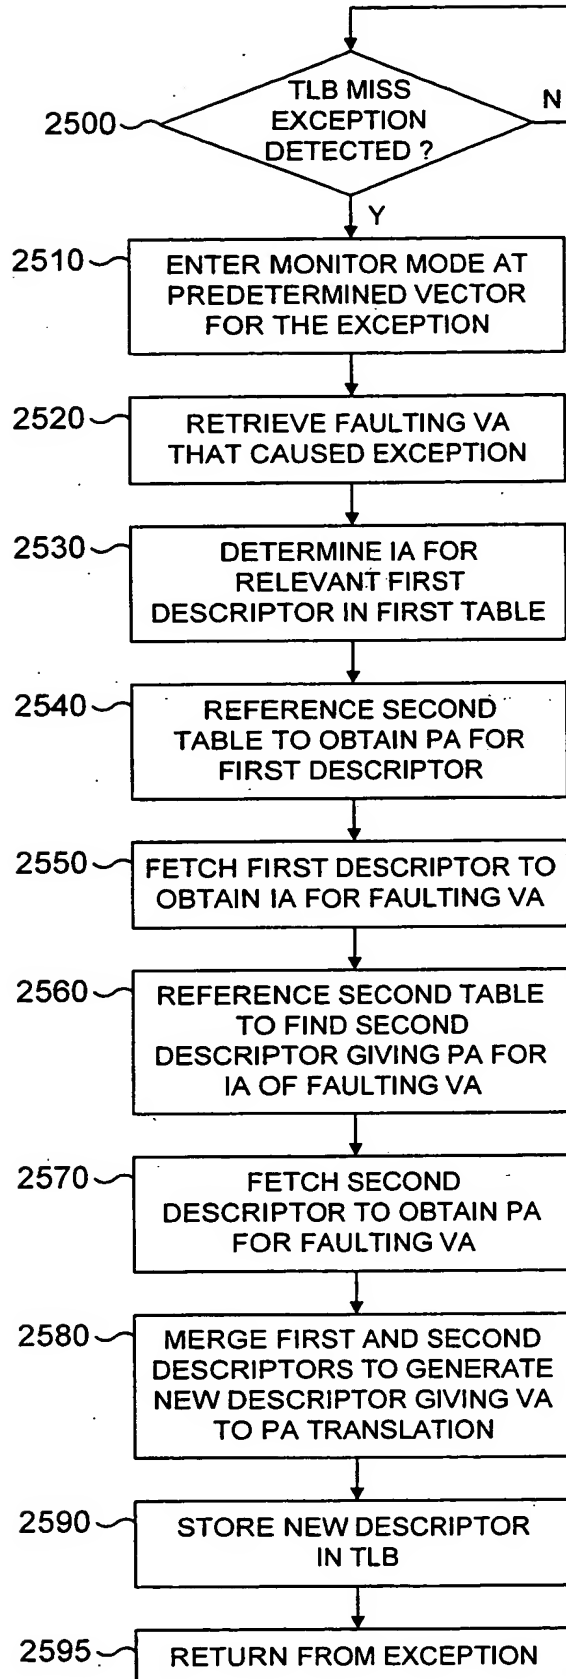 2500
TLB MISS
EXCEPTION
DETECTED ?
N
Y
2510
ENTER MONITOR MODE AT
PREDETERMINED VECTOR
FOR THE EXCEPTION
2520
RETRIEVE FAULTING VA
THAT CAUSED EXCEPTION
2530
DETERMINE IA FOR
RELEVANT FIRST
DESCRIPTOR IN FIRST TABLE
2540
REFERENCE SECOND
TABLE TO OBTAIN PA FOR
FIRST DESCRIPTOR
2550
FETCH FIRST DESCRIPTOR TO
OBTAIN IA FOR FAULTING VA
2560
REFERENCE SECOND TABLE
TO FIND SECOND
DESCRIPTOR GIVING PA FOR
IA OF FAULTING VA
2570
FETCH SECOND
DESCRIPTOR TO OBTAIN PA
FOR FAULTING VA
2580
MERGE FIRST AND SECOND
DESCRIPTORS TO GENERATE
NEW DESCRIPTOR GIVING VA
TO PA TRANSLATION
2590
STORE NEW DESCRIPTOR
IN TLB
2595
RETURN FROM EXCEPTION